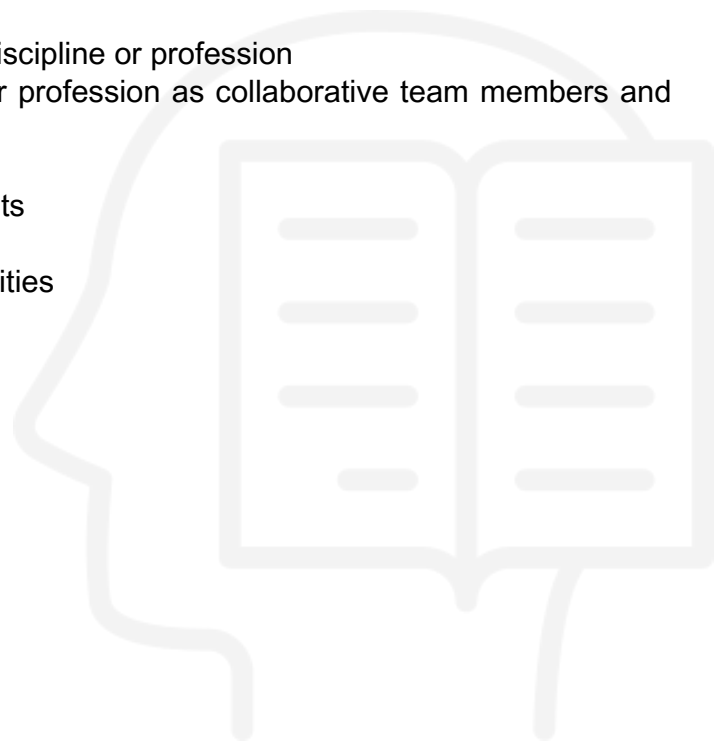 iscipline or profession
r profession as collaborative team members and
ts
ities